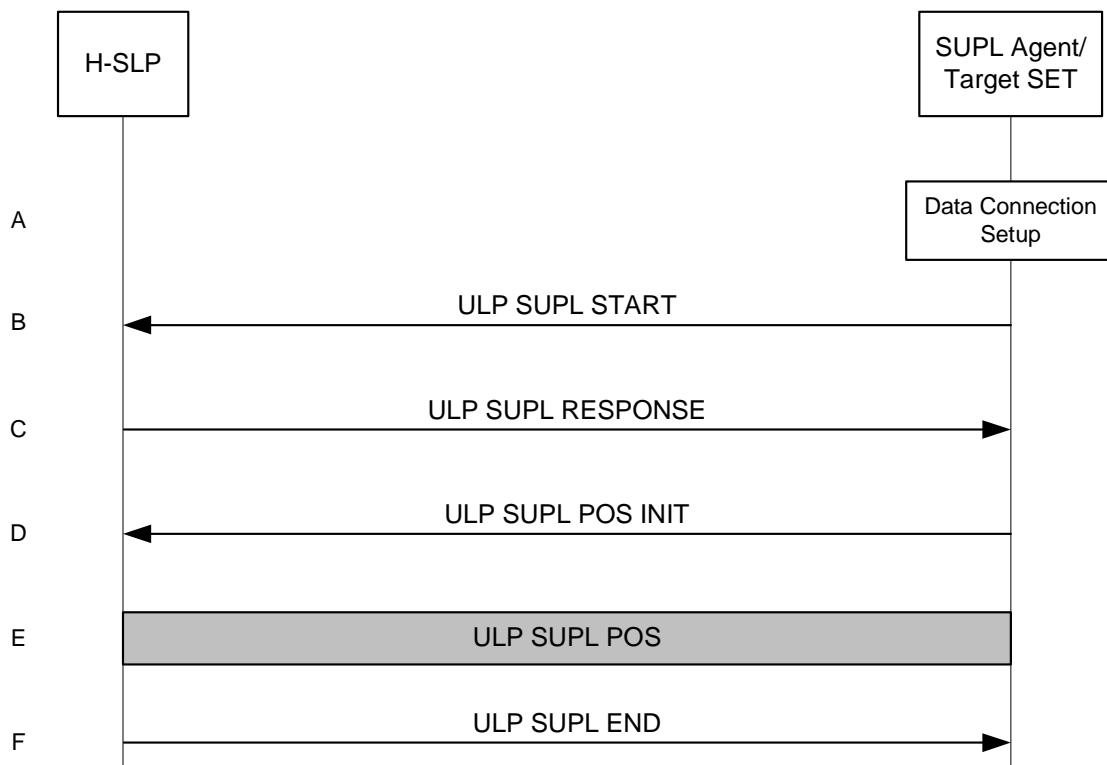 H-SLP
SUPL Agent/
Target SET
A
Data Connection
Setup
B
ULP SUPL START
C
ULP SUPL RESPONSE
D
ULP SUPL POS INIT
E
ULP SUPL POS
F
ULP SUPL END